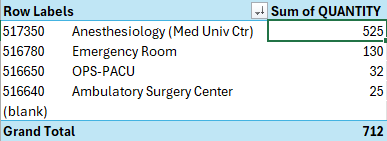 Row Labels Sum of QUANTITY
517350 Anesthesiology (Med Univ Ctr) 525
516780 Emergency Room 130
516650 OPS-PACU 32
516640 Ambulatory Surgery Center 25
(blank)
Grand Total 712